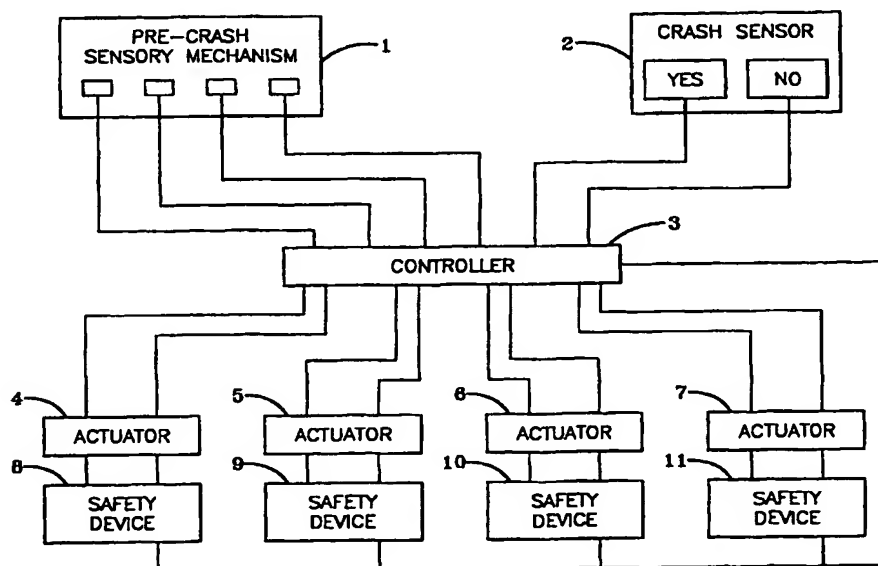 PRE-CRASH
SENSORY MECHANISM
1
2
CRASH SENSOR
YES
NO
3
CONTROLLER
4
ACTUATOR
5
ACTUATOR
6
ACTUATOR
7
ACTUATOR
8
SAFETY
DEVICE
9
SAFETY
DEVICE
10
SAFETY
DEVICE
11
SAFETY
DEVICE